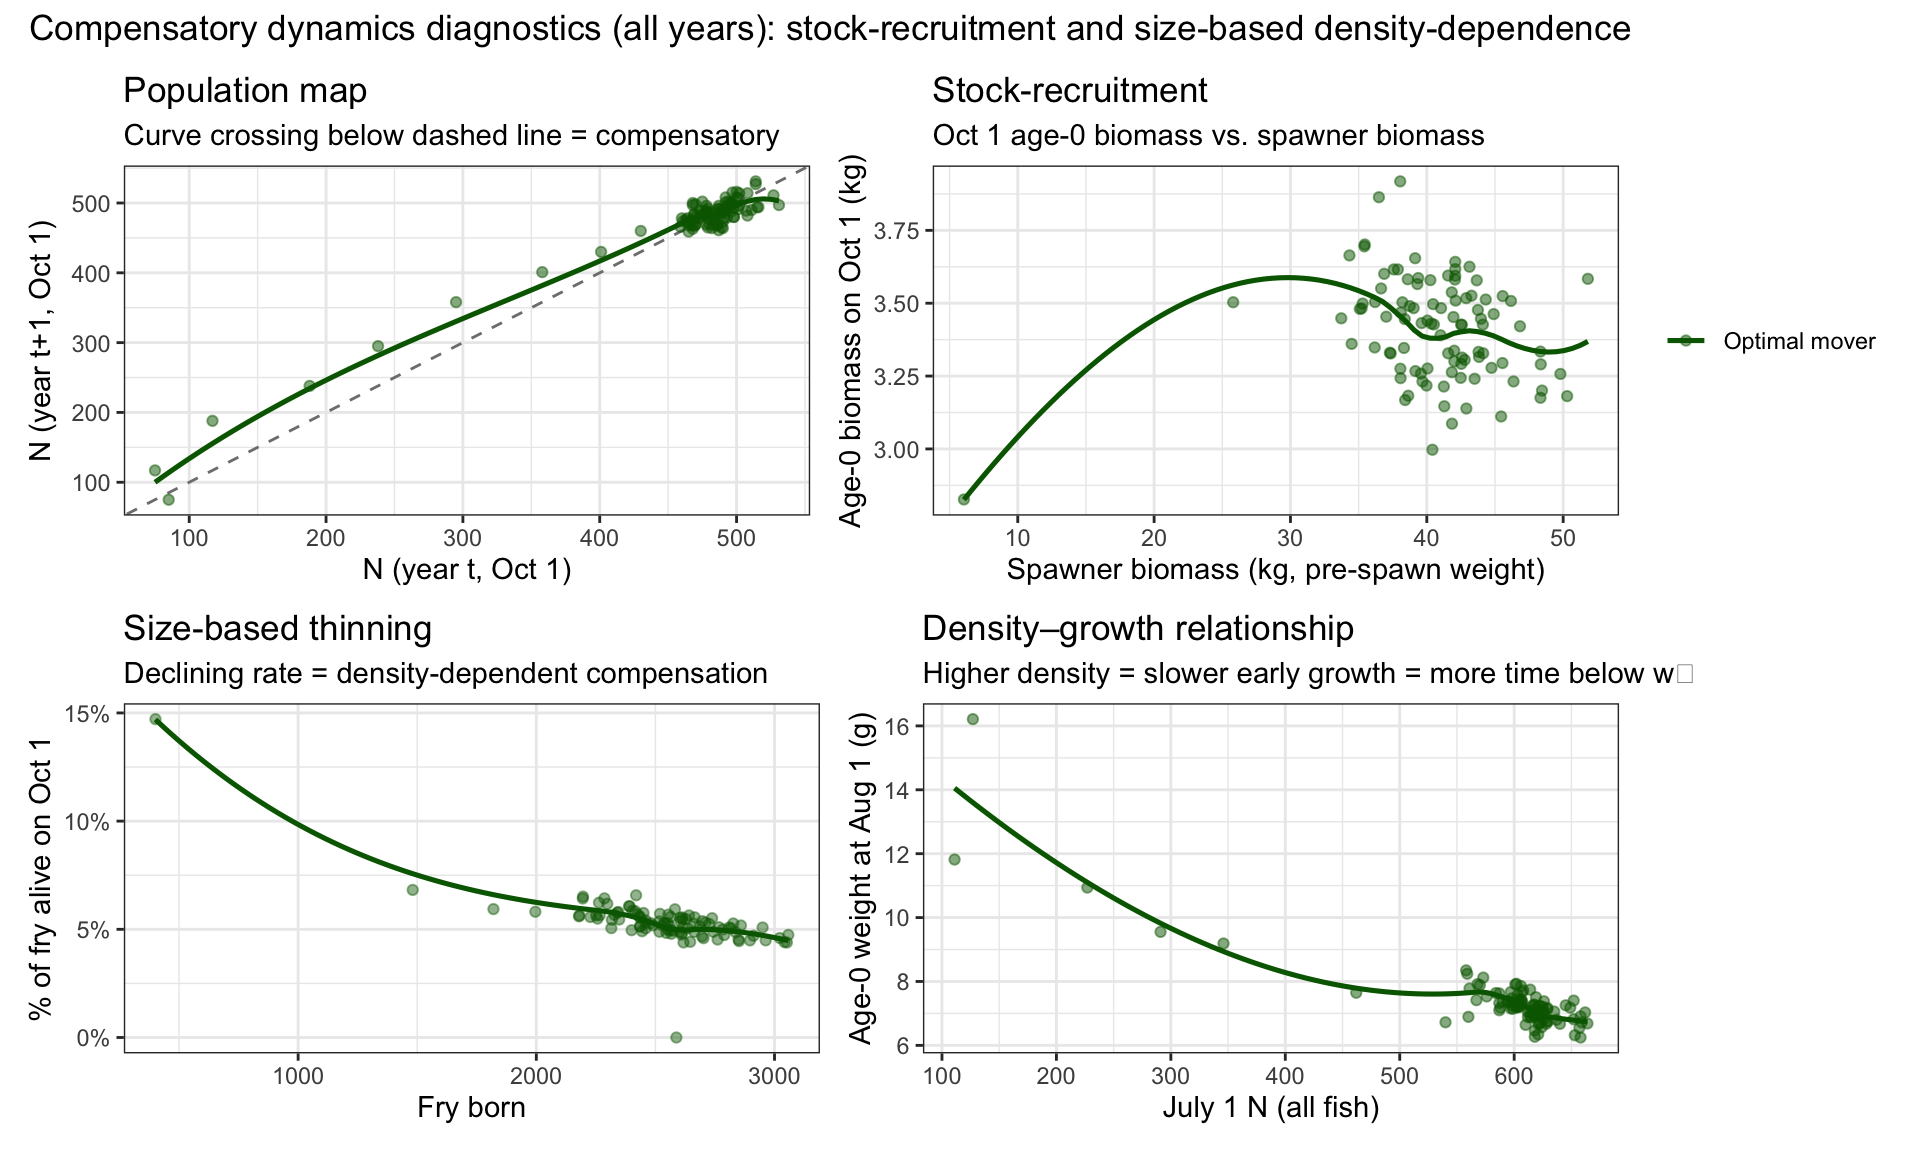 Compensatory dynamics diagnostics (all years): stock-recruitment and size-based density-dependence
Population map
Curve crossing below dashed line = compensatory
N (year t+1, Oct 1)
500
400
300
200
100
100 200 300 400 500
N (year t, Oct 1)
Stock-recruitment
Oct 1 age-0 biomass vs. spawner biomass
Age-0 biomass on Oct 1 (kg)
3.75
3.50
3.25
3.00
10 20 30 40 50
Spawner biomass (kg, pre-spawn weight)
Optimal mover
Size-based thinning
Declining rate = density-dependent compensation
% of fry alive on Oct 1
15%
10%
5%
0%
1000 2000 3000
Fry born
Density–growth relationship
Higher density = slower early growth = more time below w□
Age-0 weight at Aug 1 (g)
16
14
12
10
8
6
100 200 300 400 500 600
July 1 N (all fish)